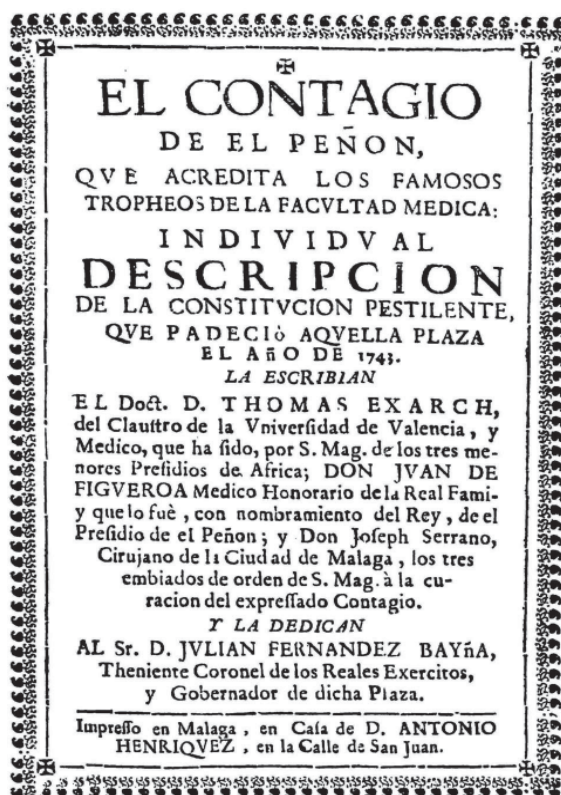 EL CONTAGIO
DE EL PEÑON,
QVE ACREDITA LOS FAMOSOS
TROPHEOS DE LA FACVLTAD MEDICA:
INDIVIDVAL
DESCRIPCION
DE LA CONSTITVCION PESTILENTE,
QVE PADECIò AQVELLA PLAZA
EL AñO DE 1743.
LA ESCRIBIAN
EL Doct. D. THOMAS EXARCH,
del Clauſtro de la Vniverſidad de Valencia, y
Medico, que ha ſido, por S. Mag. de los tres me-
nores Preſidios de Africa; DON JVAN DE
FIGVEROA Medico Honorario de la Real Fami-
y que lo fuè, con nombramiento del Rey, de el
Preſidio de el Peñon; y Don Joſeph Serrano,
Cirujano de la Ciudad de Malaga, los tres
embiados de orden de S. Mag. à la cu-
racion del expreſſado Contagio.
Y LA DEDICAN
AL Sr. D. JVLIAN FERNANDEZ BAYñA,
Theniente Coronel de los Reales Exercitos,
y Gobernador de dicha Plaza.
Impreſſo en Malaga, en Caſa de D. ANTONIO
HENRIQVEZ, en la Calle de San Juan.